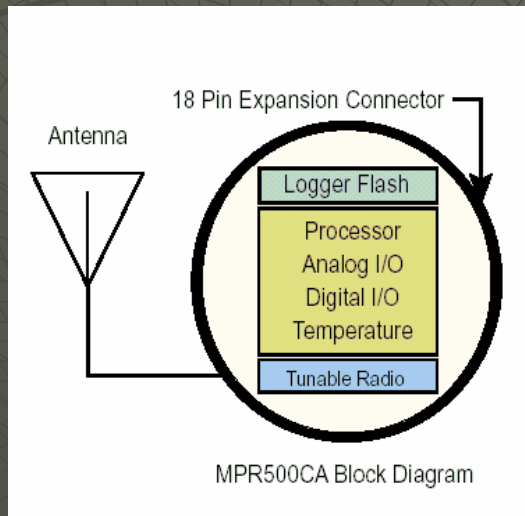 18 Pin Expansion Connector
Antenna
Logger Flash
Processor
Analog I/O
Digital I/O
Temperature
Tunable Radio
MPR500CA Block Diagram